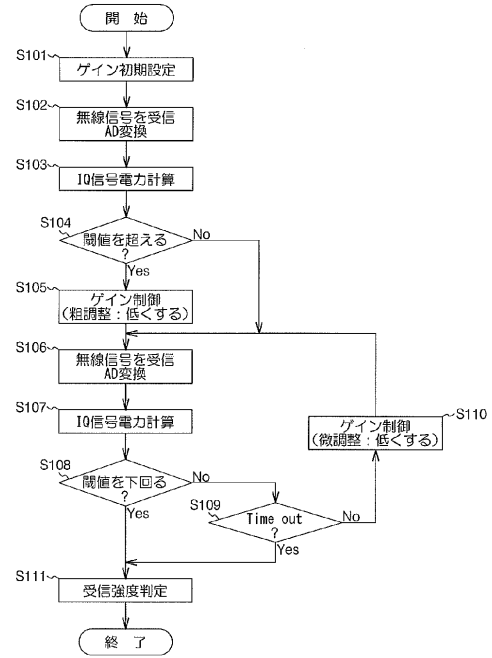 開 始
S101
ゲイン初期設定
S102
無線信号を受信
AD変換
S103
IQ信号電力計算
S104
閾値を超える
?
No
Yes
S105
ゲイン制御
(粗調整:低くする)
S106
無線信号を受信
AD変換
S107
IQ信号電力計算
S110
ゲイン制御
(微調整:低くする)
S108
閾値を下回る
?
No
Yes
S109
Time out
?
No
Yes
S111
受信強度判定
終 了